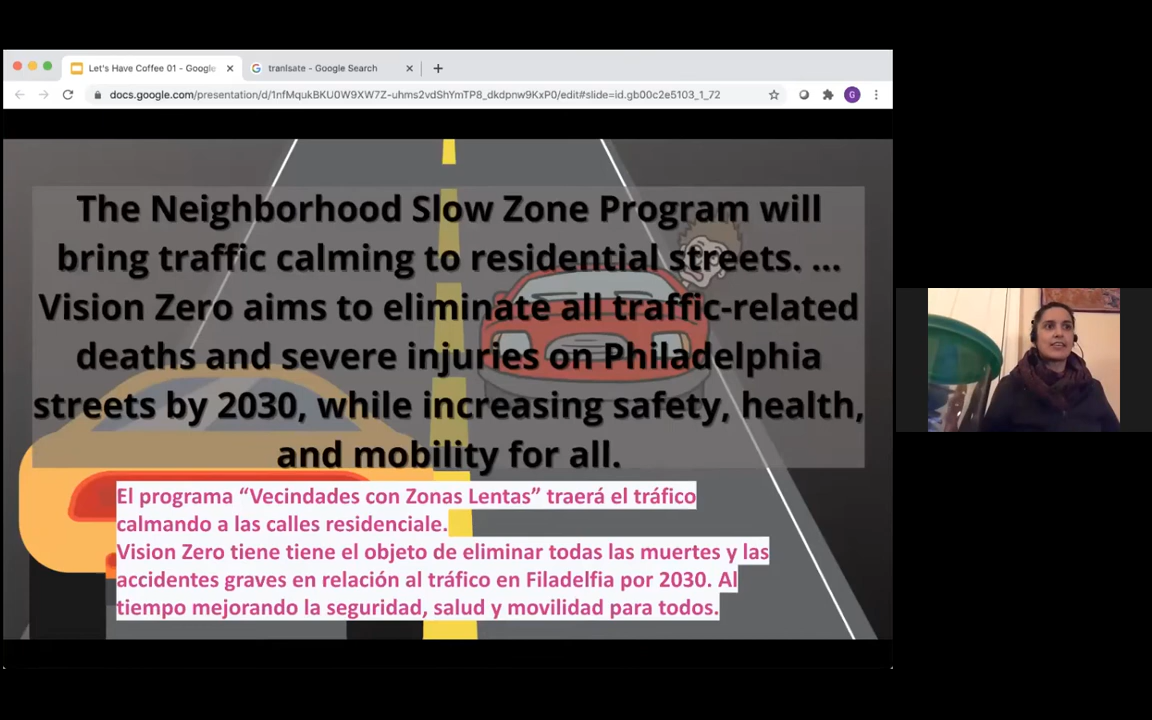 Let's Have Coffee 01 - Google
tranlsate - Google Search
docs.google.com/presentation/d/1nfMqukBKU0W9XW7Z-uhms2vdShYmTP8_dkdpnw9KxP0/edit#slide=id.gb00c2e5103_1_72
G
The Neighborhood Slow Zone Program will
bring traffic calming to residential streets. ...
Vision Zero aims to eliminate all traffic-related
deaths and severe injuries on Philadelphia
streets by 2030, while increasing safety, health,
and mobility for all.
El programa “Vecindades con Zonas Lentas” traerá el tráfico
calmando a las calles residenciale.
Vision Zero tiene tiene el objeto de eliminar todas las muertes y las
accidentes graves en relación al tráfico en Filadelfia por 2030. Al
tiempo mejorando la seguridad, salud y movilidad para todos.